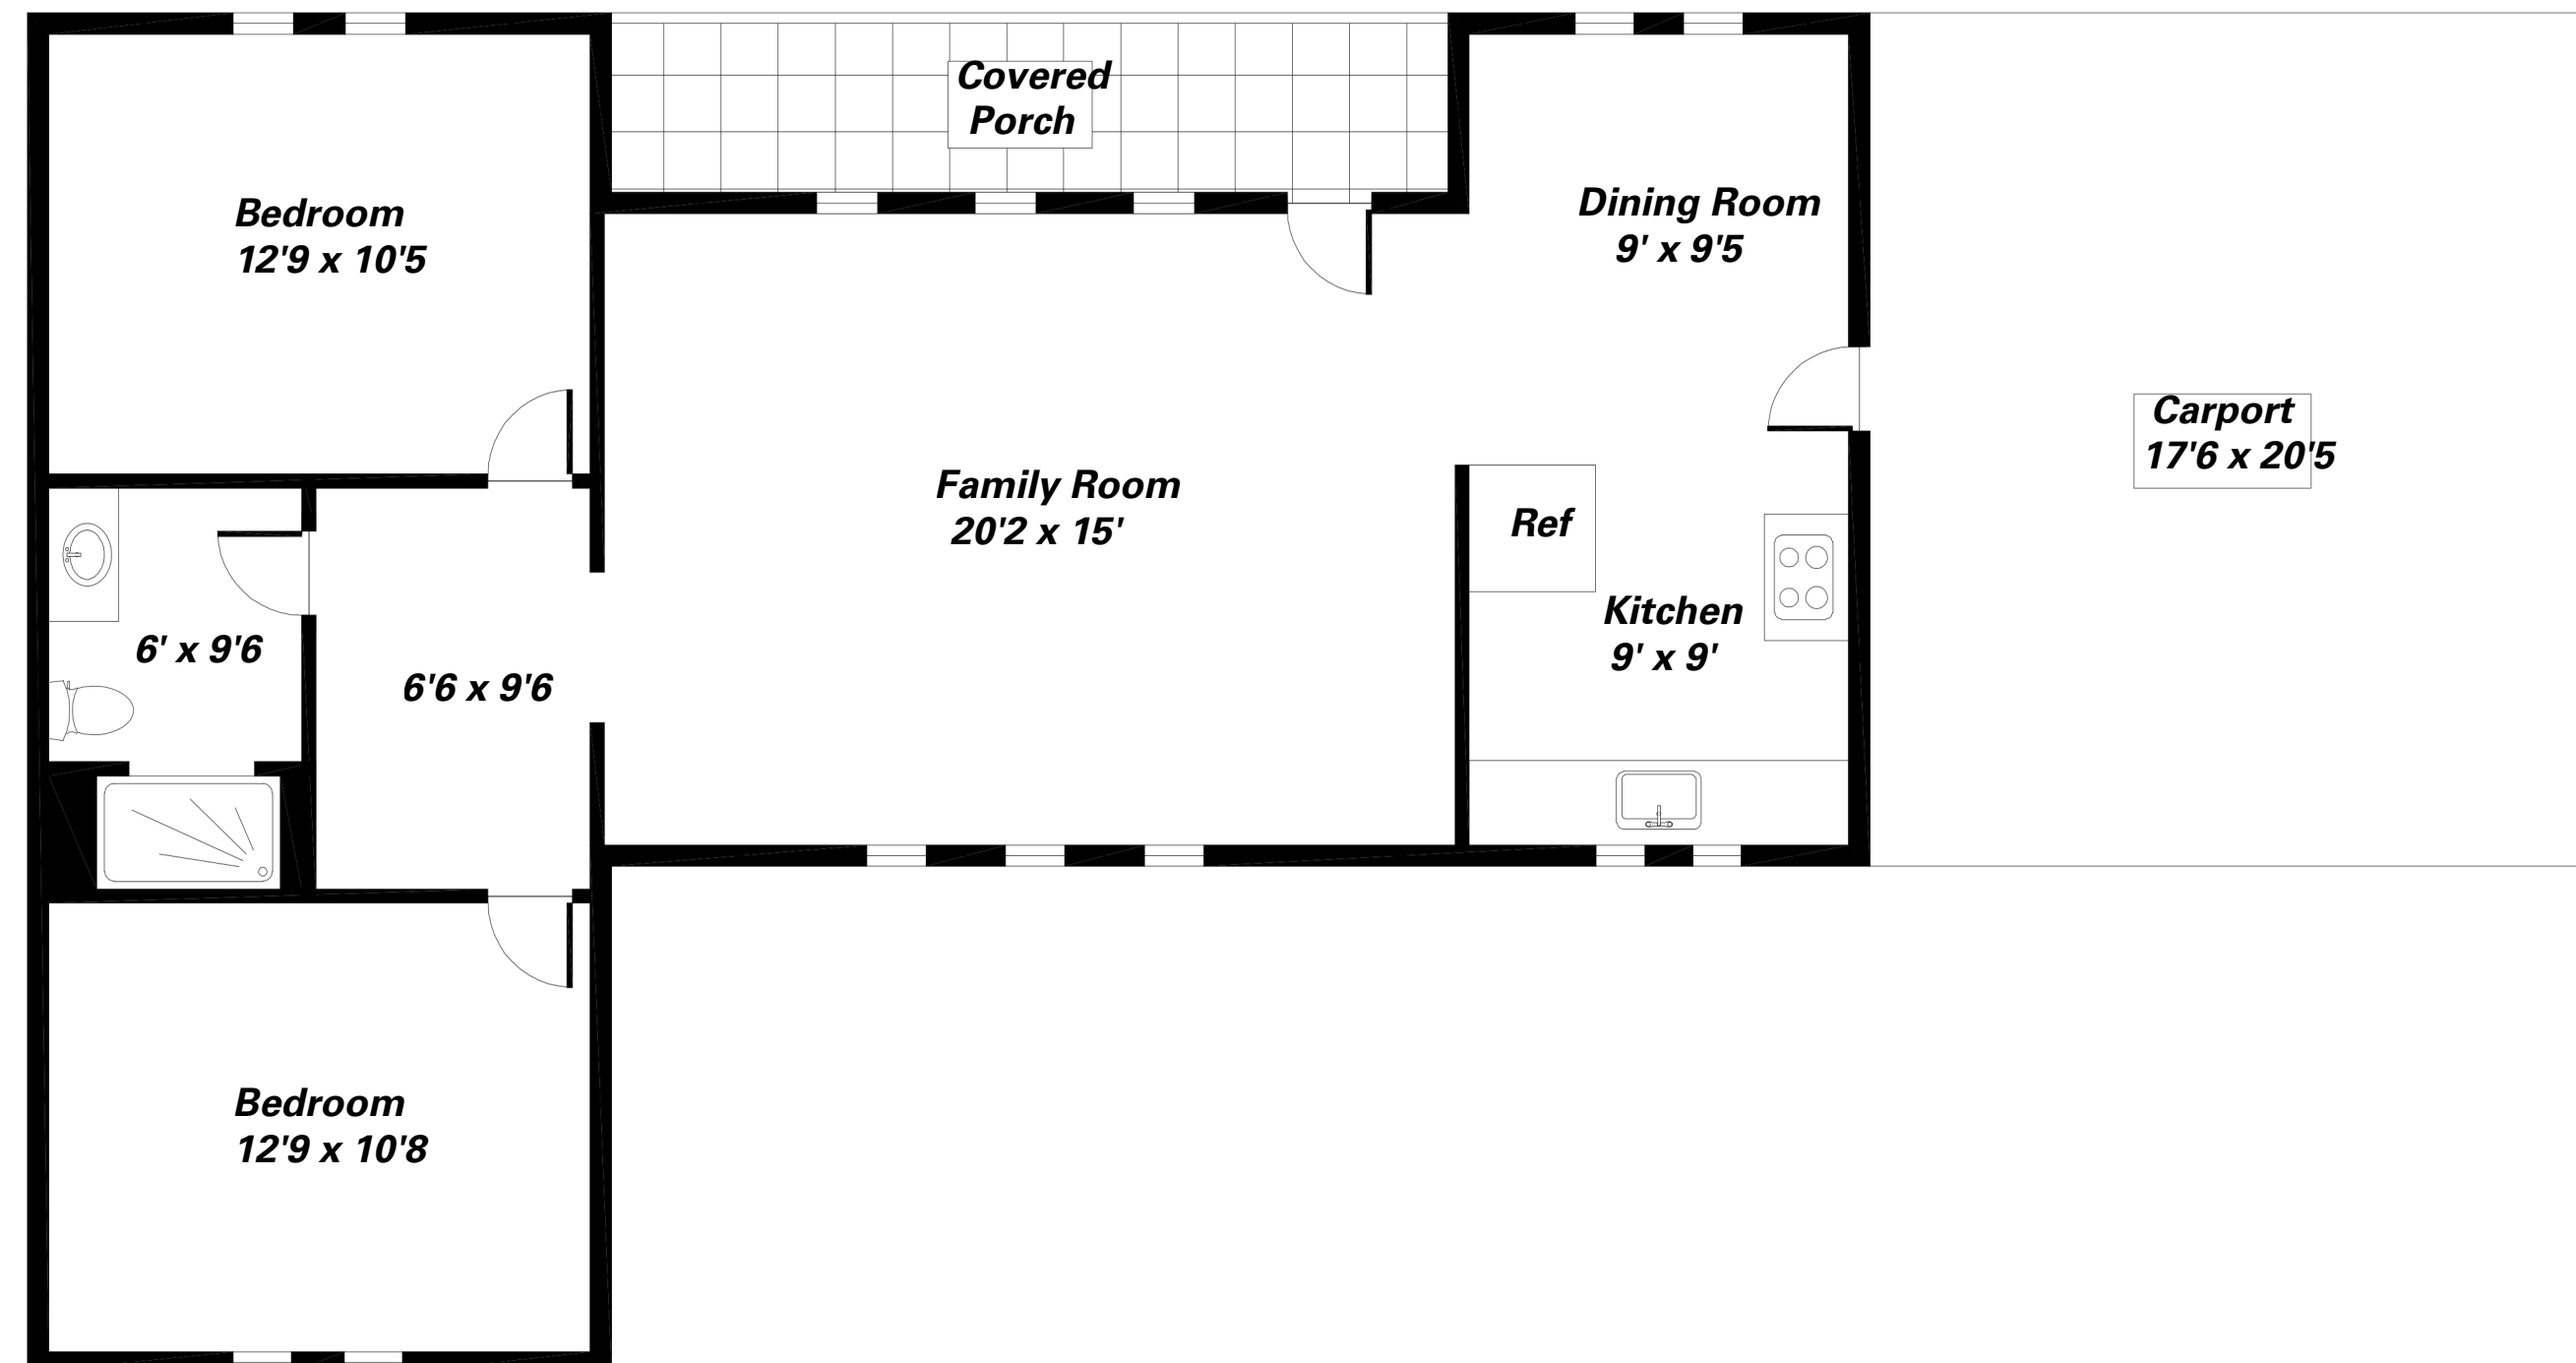 Covered
Porch
Bedroom
12'9 x 10'5
Dining Room
9' x 9'5
Carport
17'6 x 20'5
Family Room
20'2 x 15'
Ref
Kitchen
9' x 9'
6' x 9'6
6'6 x 9'6
Bedroom
12'9 x 10'8